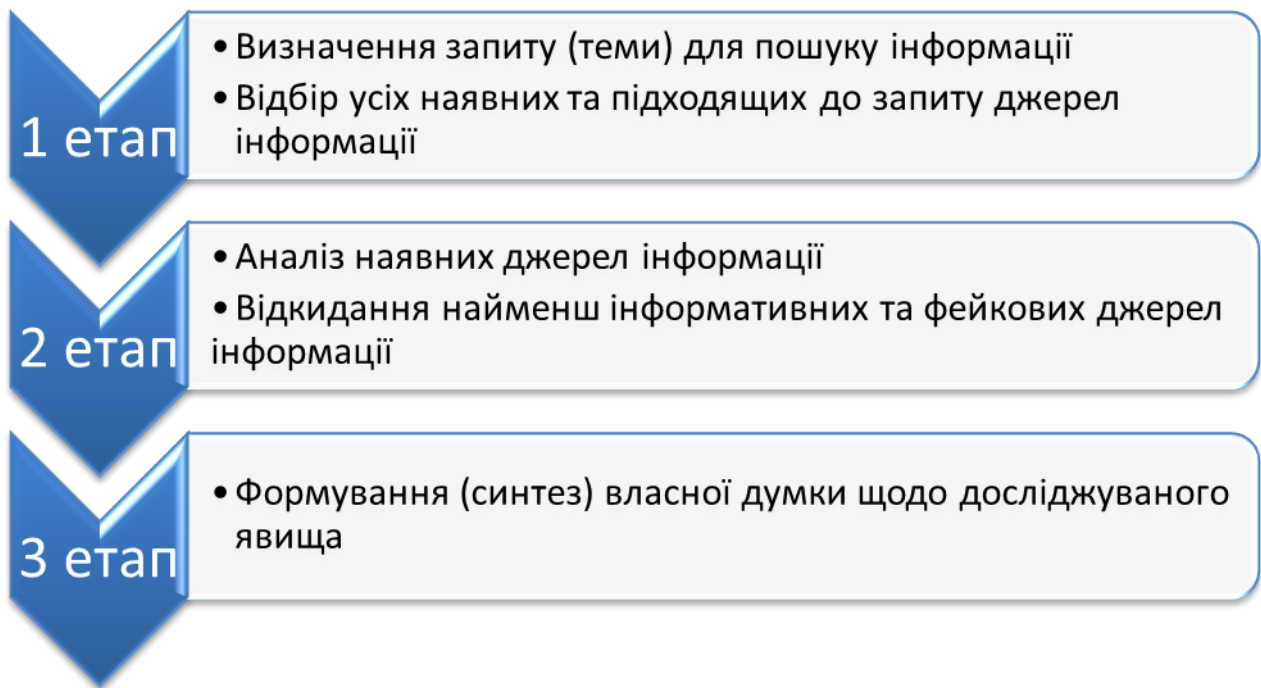 1 етап
• Визначення запиту (теми) для пошуку інформації
• Відбір усіх наявних та підходящих до запиту джерел
інформації
2 етап
• Аналіз наявних джерел інформації
• Відкидання найменш інформативних та фейкових джерел
інформації
3 етап
• Формування (синтез) власної думки щодо досліджуваного
явища